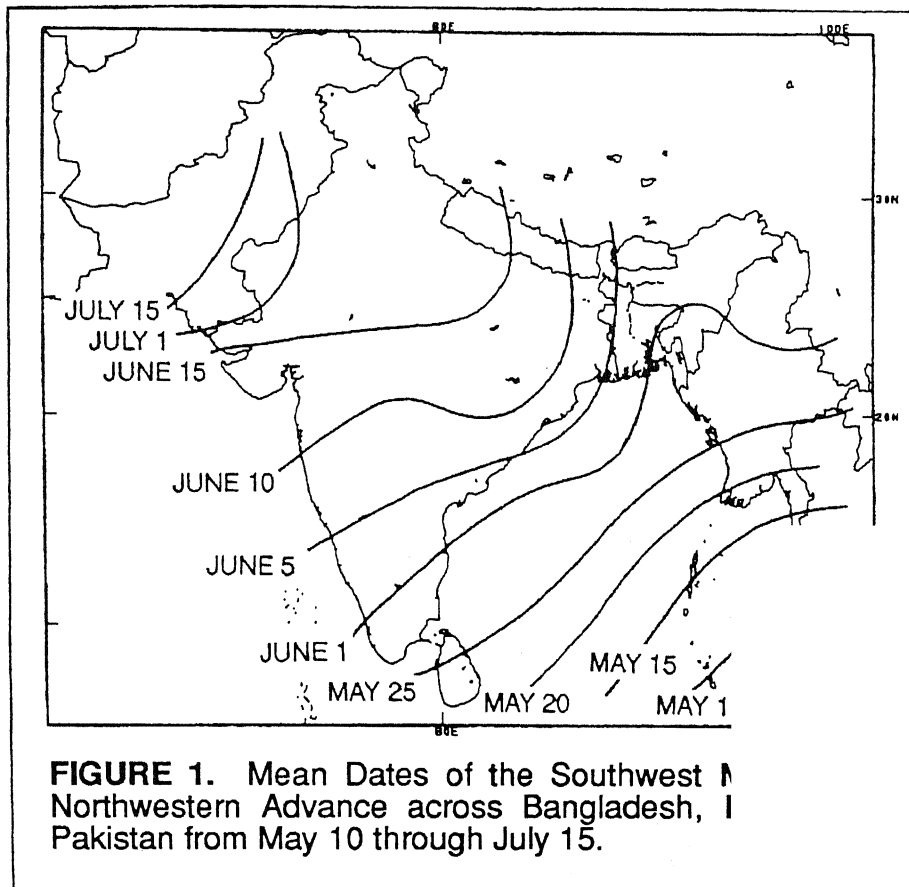 80E 100E
30N
JULY 15
JULY 1
JUNE 15
20N
JUNE 10
JUNE 5
JUNE 1
MAY 15
MAY 25
MAY 20
MAY 1
80E
FIGURE 1. Mean Dates of the Southwest
Northwestern Advance across Bangladesh,
Pakistan from May 10 through July 15.